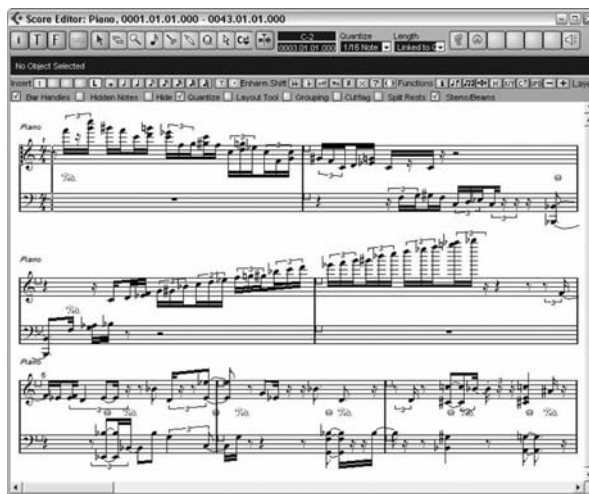 Score Editor: Piano, 0001.01.01.000 - 0043.01.01.000
i T F C-2 Quantize Length
0003.01.01.000 1/16 Note Linked to
No Object Selected
Insert L Enharm.Shift Functions
Bar Handles Hidden Notes Hide Quantize Layout Tool Grouping Cutflag Split Rests Stems/Beams
Piano
Piano
Piano